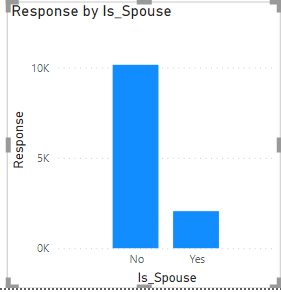 Response by Is_Spouse
10K
5K
0K
Response
No Yes
Is_Spouse